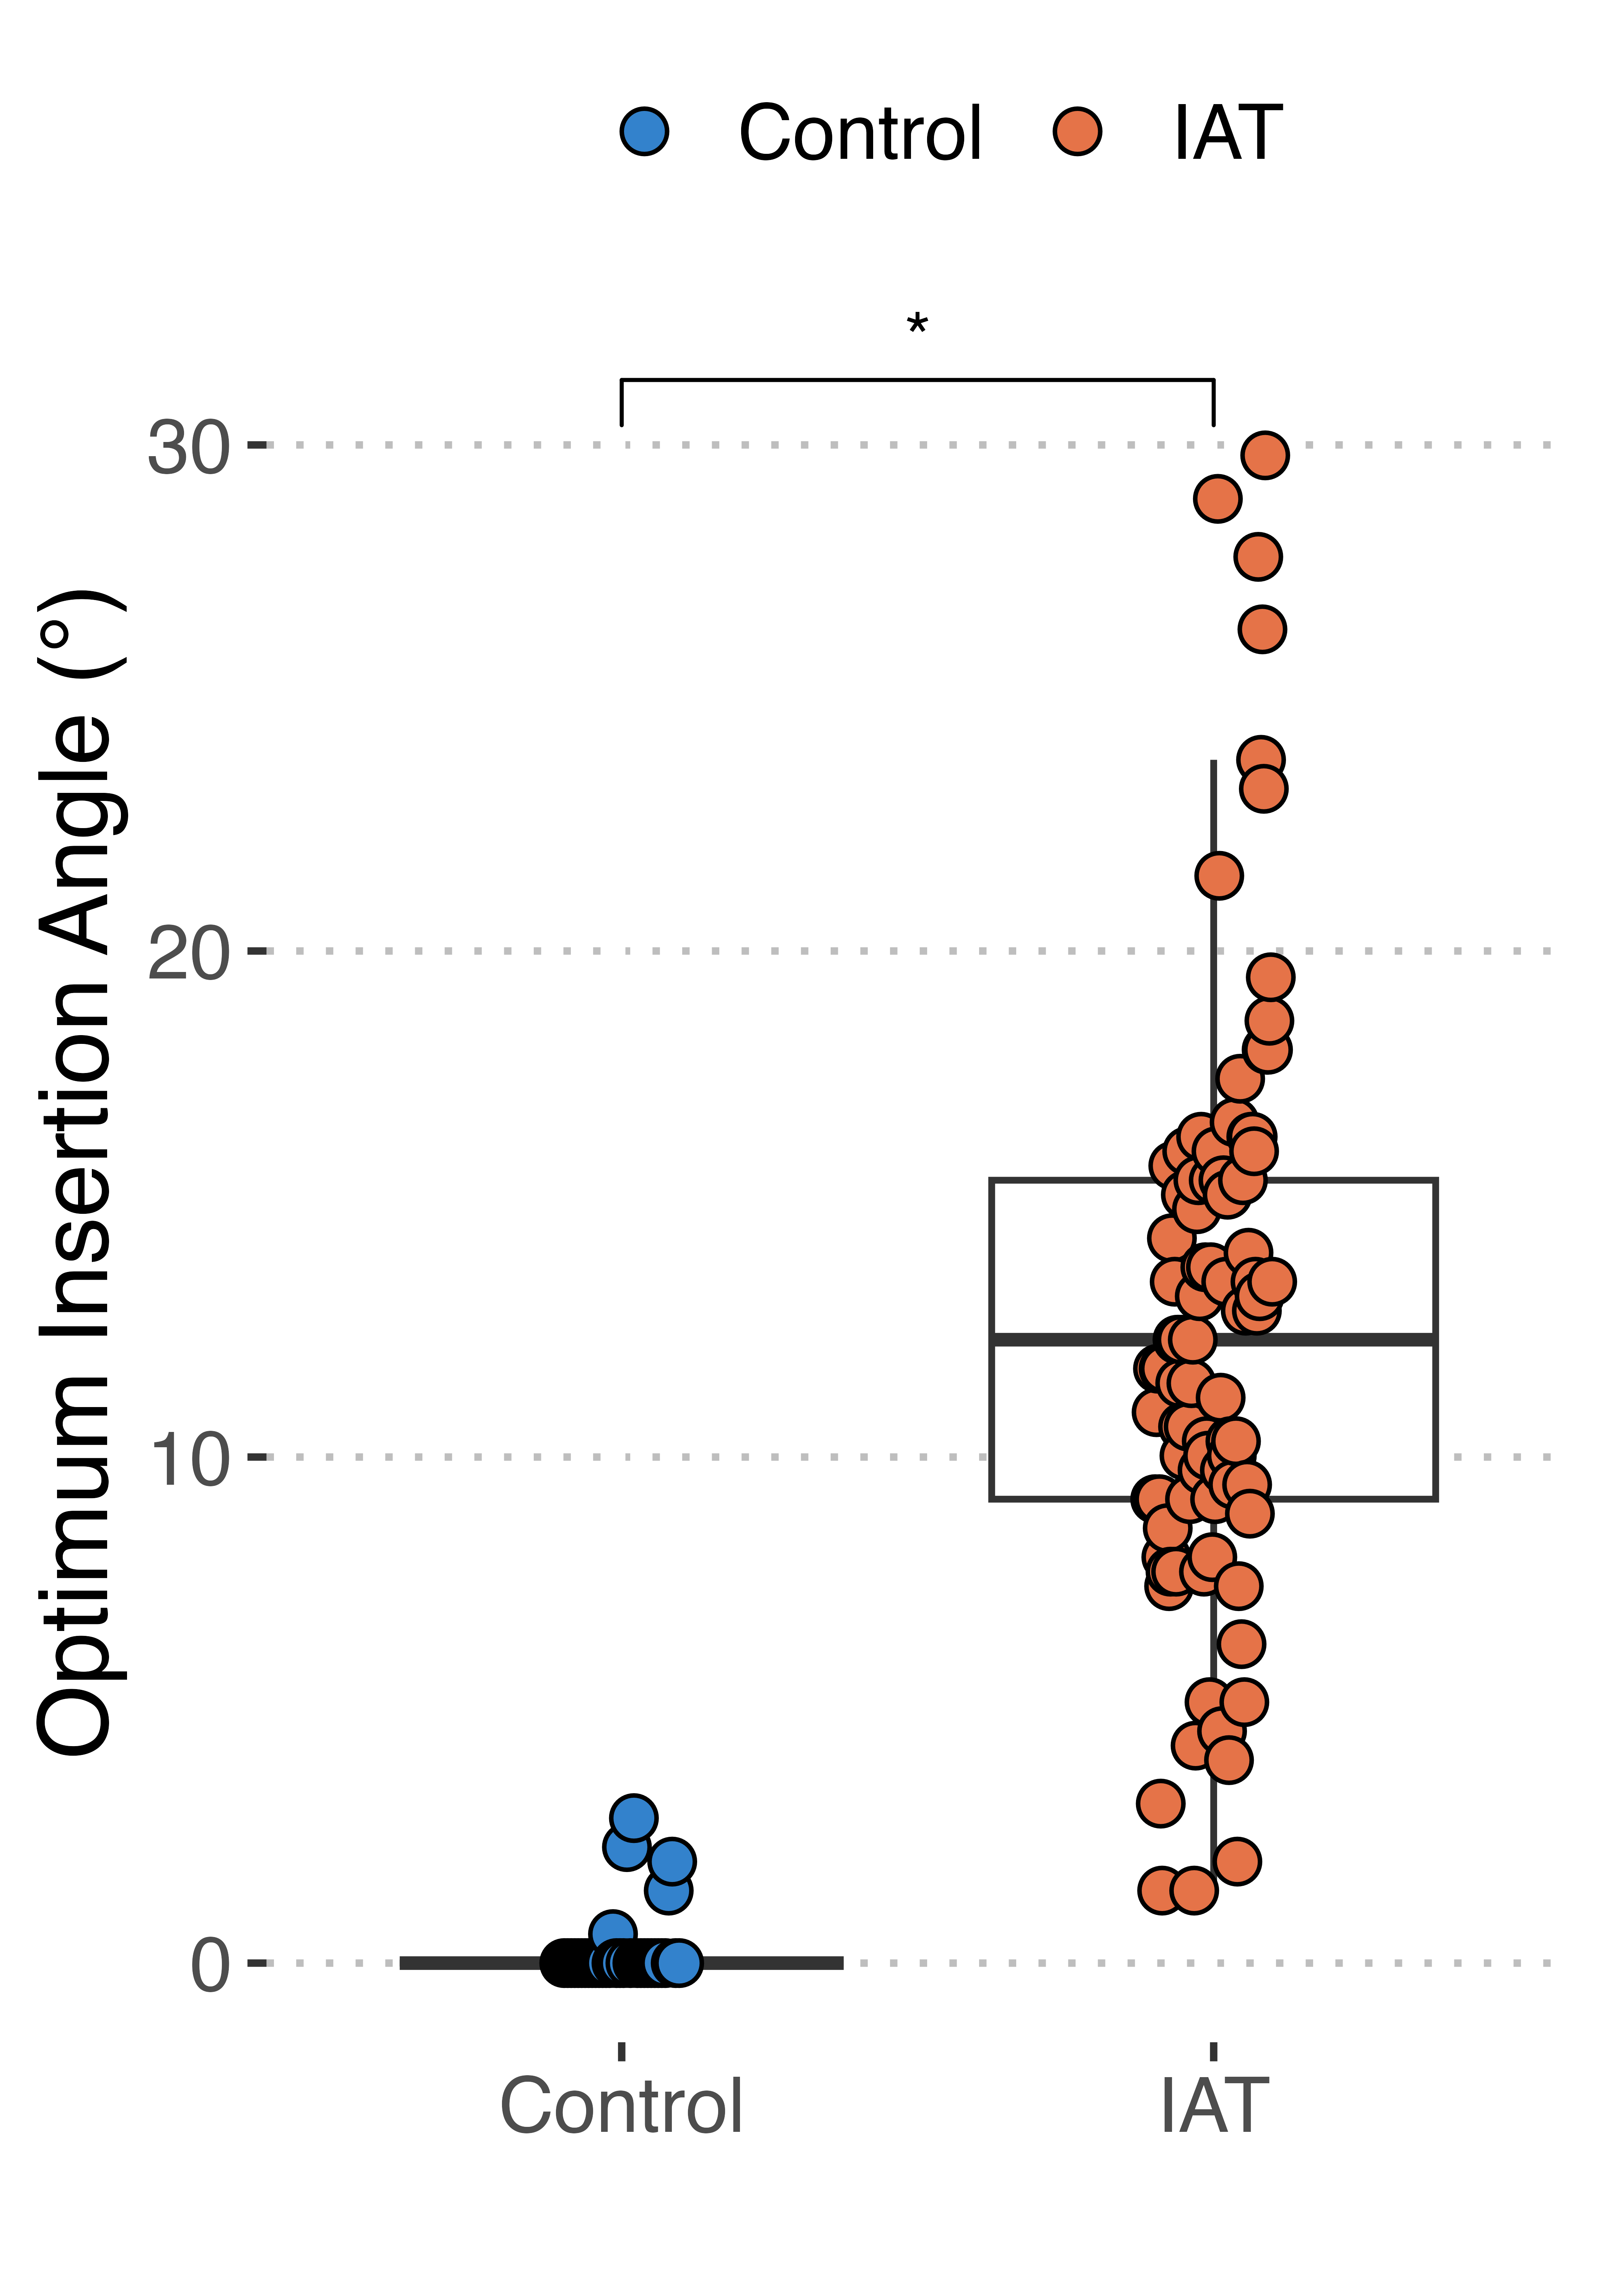 Control IAT
*
Optimum Insertion Angle (°)
30
20
10
0
Control IAT